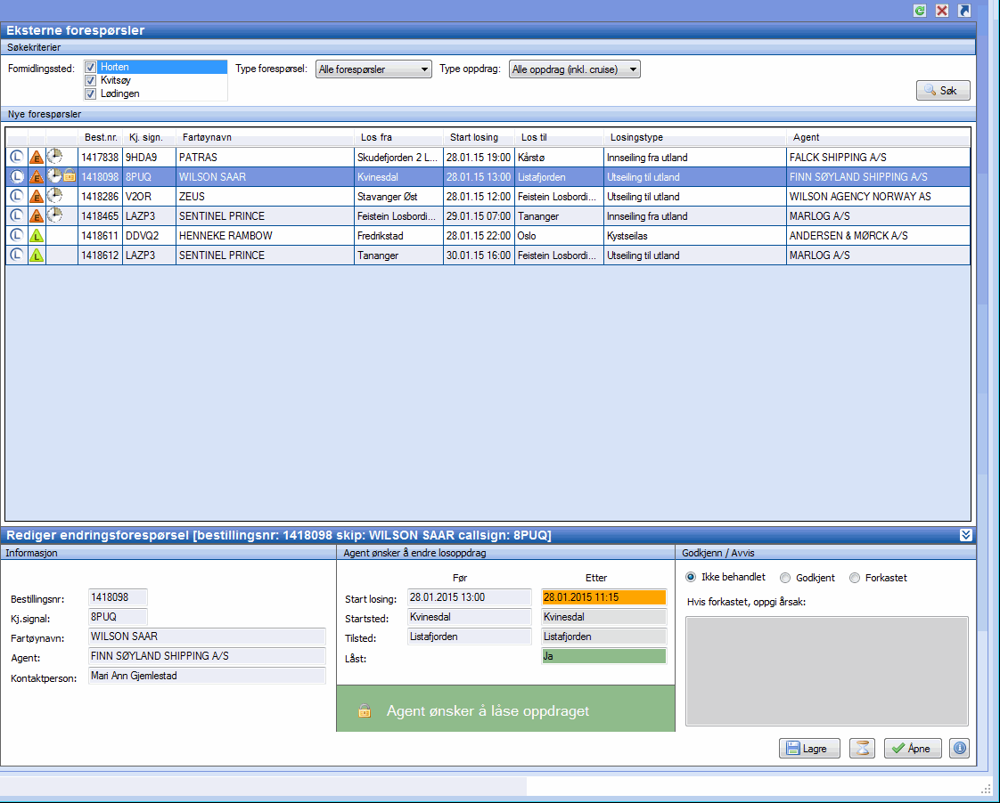 Eksterne forespørsler
Søkekriterier
Formidlingssted: Horten Type forespørsel: Alle forespørsler Type oppdrag: Alle oppdrag (inkl. cruise)
Kvitsøy
Lødingen
Søk
Nye forespørsler
Best.nr. Kj. sign. Fartøynavn Los fra Start losing Los til Losingstype Agent
L E 1417838 9HDA9 PATRAS Skudefjorden 2 L... 28.01.15 19:00 Kårstø Innseiling fra utland FALCK SHIPPING A/S
L E 1418098 8PUQ WILSON SAAR Kvinesdal 28.01.15 13:00 Listafjorden Utseiling til utland FINN SØYLAND SHIPPING A/S
L E 1418286 V2OR ZEUS Stavanger Øst 28.01.15 12:00 Feistein Losbordi... Utseiling til utland WILSON AGENCY NORWAY AS
L E 1418465 LAZP3 SENTINEL PRINCE Feistein Losbordi... 29.01.15 07:00 Tananger Innseiling fra utland MARLOG A/S
L L 1418611 DDVQ2 HENNEKE RAMBOW Fredrikstad 28.01.15 22:00 Oslo Kystseilas ANDERSEN & MØRCK A/S
L L 1418612 LAZP3 SENTINEL PRINCE Tananger 30.01.15 16:00 Feistein Losbordi... Utseiling til utland MARLOG A/S
Rediger endringsforespørsel [bestillingsnr: 1418098 skip: WILSON SAAR callsign: 8PUQ]
Informasjon
Bestillingsnr: 1418098
Kj.signal: 8PUQ
Fartøynavn: WILSON SAAR
Agent: FINN SØYLAND SHIPPING A/S
Kontaktperson: Mari Ann Gjemlestad
Agent ønsker å endre losoppdrag
Før Etter
Start losing: 28.01.2015 13:00 28.01.2015 11:15
Startsted: Kvinesdal Kvinesdal
Tilsted: Listafjorden Listafjorden
Låst: Ja
Agent ønsker å låse oppdraget
Godkjenn / Avvis
Ikke behandlet Godkjent Forkastet
Hvis forkastet, oppgi årsak:
Lagre Åpne